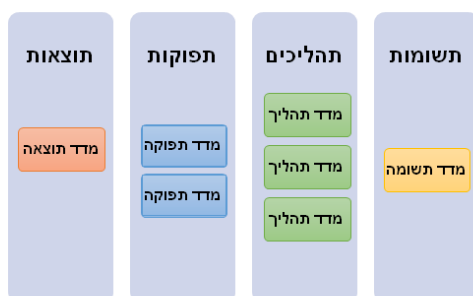 תשומות
מדד תשומה
תהליכים
מדד תהליך
מדד תהליך
מדד תהליך
תפוקות
מדד תפוקה
מדד תפוקה
תוצאות
מדד תוצאה